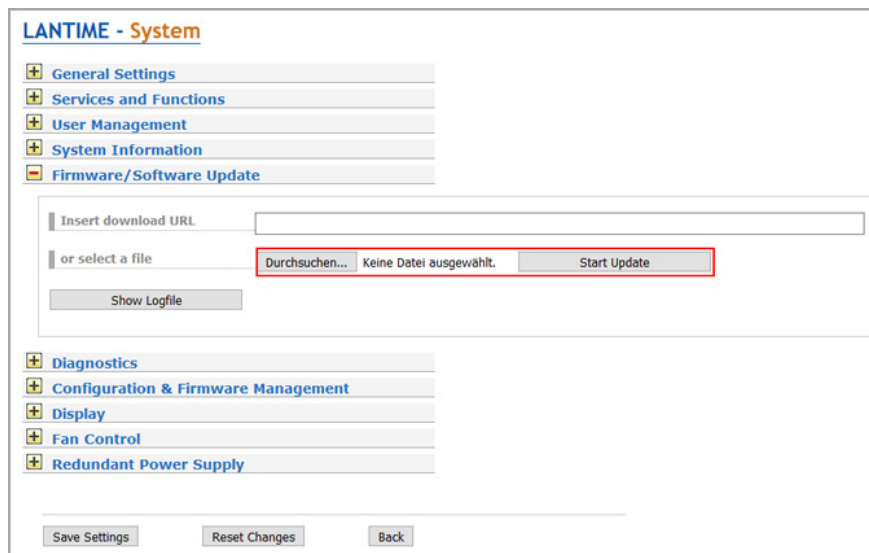 LANTIME - System
General Settings
Services and Functions
User Management
System Information
Firmware/Software Update
Insert download URL
or select a file Durchsuchen... Keine Datei ausgewählt. Start Update
Show Logfile
Diagnostics
Configuration & Firmware Management
Display
Fan Control
Redundant Power Supply
Save Settings Reset Changes Back